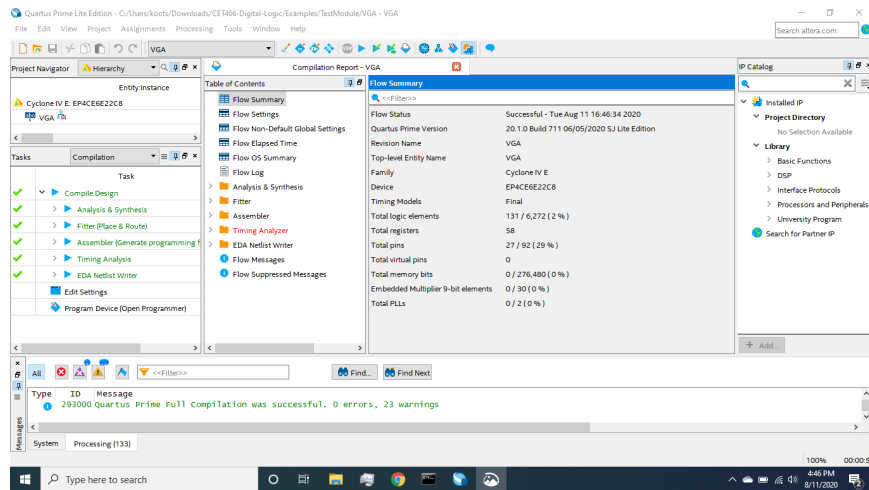 Quartus Prime Lite Edition - C:/Users/koots/Downloads/CET466-Digital-Logic/Examples/TestModule/VGA - VGA
File Edit View Project Assignments Processing Tools Window Help
Search altera.com
VGA
Project Navigator Hierarchy
Entity:Instance
Cyclone IV E: EP4CE6E22C8
VGA
Tasks Compilation
Task
Compile Design
Analysis & Synthesis
Fitter (Place & Route)
Assembler (Generate programming f
Timing Analysis
EDA Netlist Writer
Edit Settings
Program Device (Open Programmer)
Compilation Report - VGA
Table of Contents
Flow Summary
Flow Settings
Flow Non-Default Global Settings
Flow Elapsed Time
Flow OS Summary
Flow Log
Analysis & Synthesis
Fitter
Assembler
Timing Analyzer
EDA Netlist Writer
Flow Messages
Flow Suppressed Messages
Flow Summary
<<Filter>>
Flow Status Successful - Tue Aug 11 16:46:34 2020
Quartus Prime Version 20.1.0 Build 711 06/05/2020 SJ Lite Edition
Revision Name VGA
Top-level Entity Name VGA
Family Cyclone IV E
Device EP4CE6E22C8
Timing Models Final
Total logic elements 131 / 6,272 ( 2 % )
Total registers 58
Total pins 27 / 92 ( 29 % )
Total virtual pins 0
Total memory bits 0 / 276,480 ( 0 % )
Embedded Multiplier 9-bit elements 0 / 30 ( 0 % )
Total PLLs 0 / 2 ( 0 % )
IP Catalog
Installed IP
Project Directory
No Selection Available
Library
Basic Functions
DSP
Interface Protocols
Processors and Peripherals
University Program
Search for Partner IP
+ Add...
All <<Filter>> Find... Find Next
Type ID Message
293000 Quartus Prime Full Compilation was successful. 0 errors, 23 warnings
Messages
System Processing (133)
100% 00:00:5
Type here to search
4:46 PM
8/11/2020
2